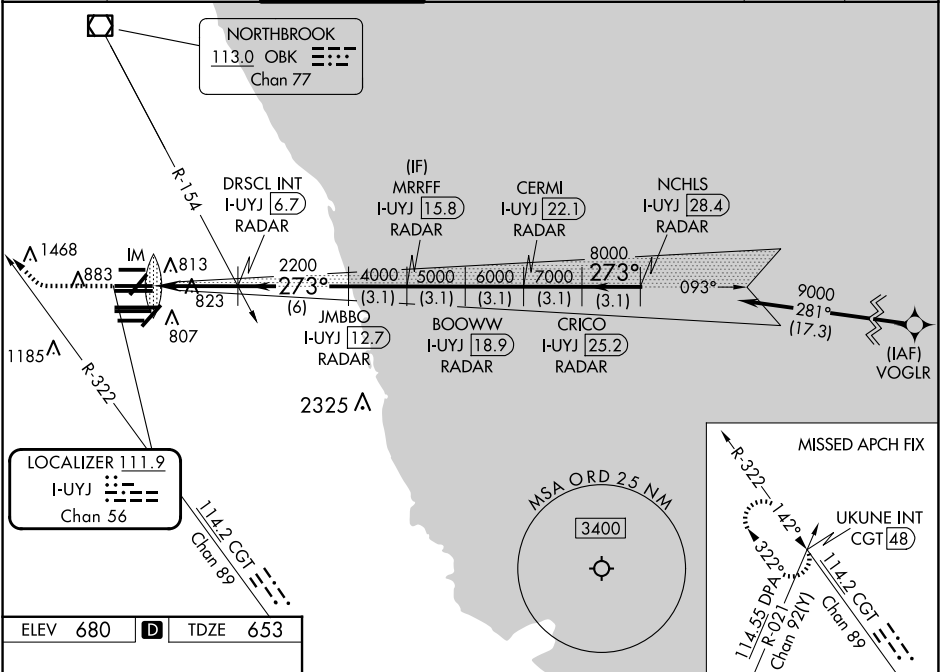 NORTHBROOK
113.0 OBK
Chan 77
R-154
DRSCL INT
I-UYJ 6.7
RADAR
(IF)
MRRFF
I-UYJ 15.8
RADAR
CERMI
I-UYJ 22.1
RADAR
NCHLS
I-UYJ 28.4
RADAR
1468
883
IM
813
823
807
1185
2200
273°
(6)
4000
(3.1)
5000
(3.1)
6000
(3.1)
7000
(3.1)
8000
273°
(3.1)
093°
9000
281°
(17.3)
(IAF)
VOGLR
JMBBO
I-UYJ 12.7
RADAR
BOOWW
I-UYJ 18.9
RADAR
CRICO
I-UYJ 25.2
RADAR
2325
R-322
LOCALIZER 111.9
I-UYJ
Chan 56
114.2 CGT
Chan 89
MSA ORD 25 NM
3400
MISSED APCH FIX
R-322
142°
322°
UKUNE INT
CGT 48
114.2 CGT
Chan 89
114.55 DPA
R-021
Chan 92(Y)
ELEV 680 D TDZE 653